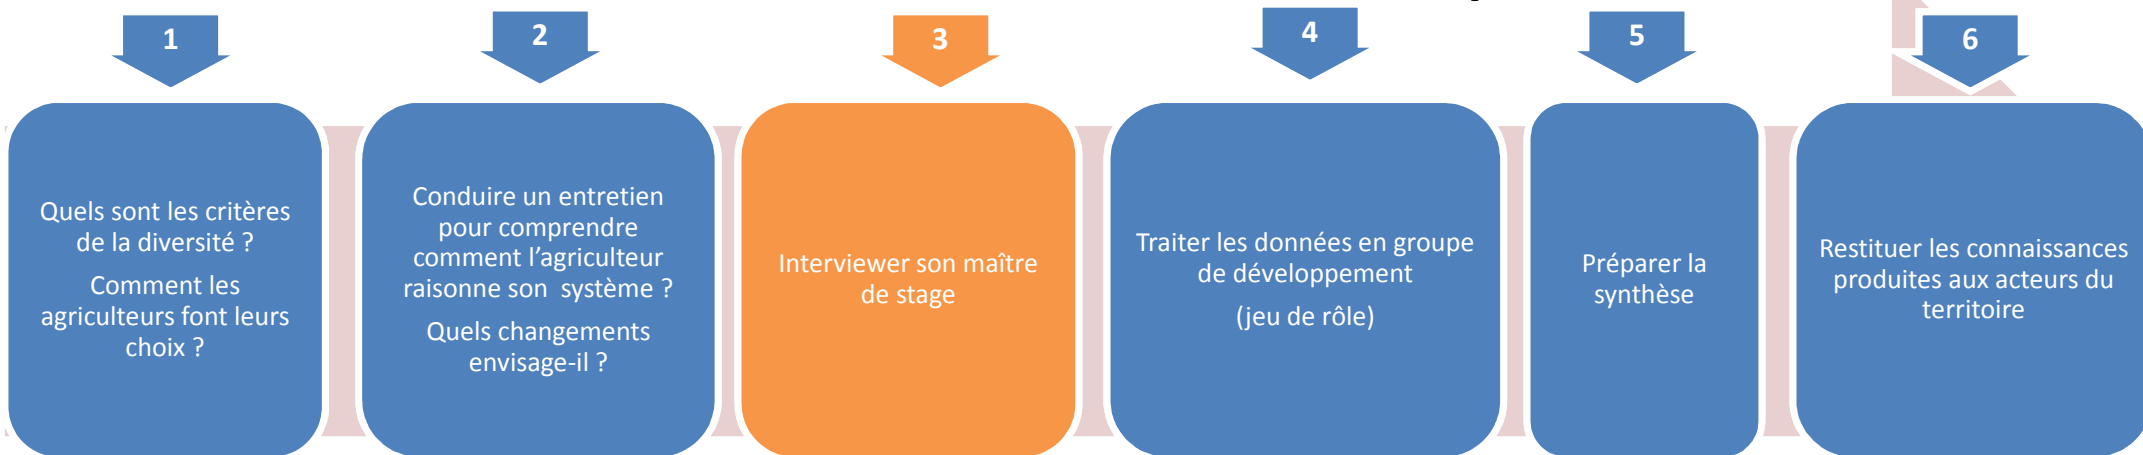 1
2
3
4
5
6
Quels sont les critères
de la diversité ?
Comment les
agriculteurs font leurs
choix ?
Conduire un entretien
pour comprendre
comment l’agriculteur
raisonne son système ?
Quels changements
envisage-il ?
Interviewer son maître
de stage
Traiter les données en groupe
de développement
(jeu de rôle)
Préparer la
synthèse
Restituer les connaissances
produites aux acteurs du
territoire